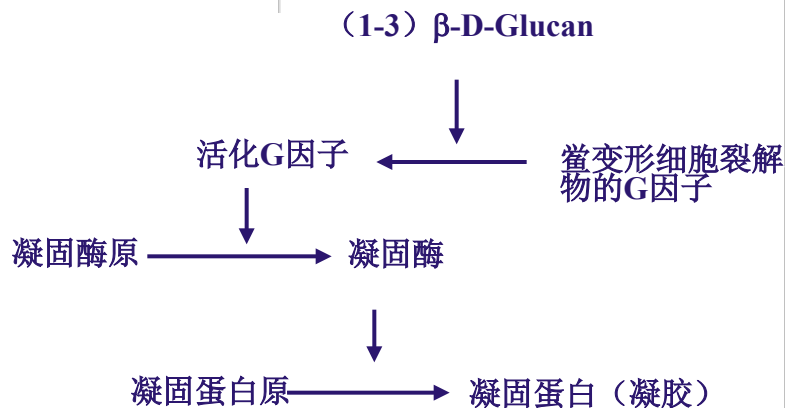 （1-3）β-D-Glucan
活化G因子
鲎变形细胞裂解
物的G因子
凝固酶原
凝固酶
凝固蛋白原
凝固蛋白（凝胶）